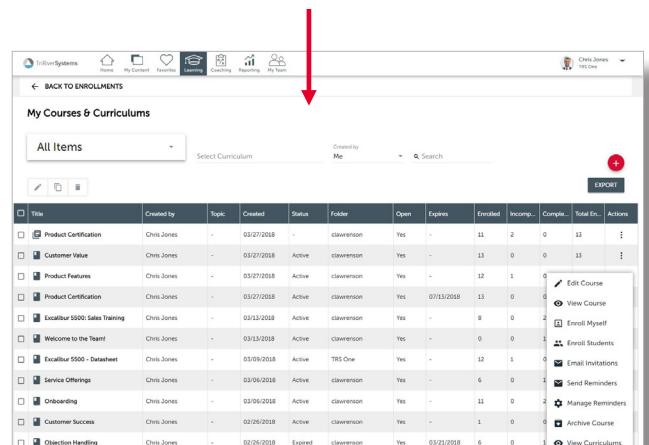 TriRiverSystems
Home My Content Favorites Learning Coaching Reporting My Team
Chris Jones
TRS One
← BACK TO ENROLLMENTS
My Courses & Curriculums
All Items
Select Curriculum
Created by
Me
Search
EXPORT
Title Created by Topic Created Status Folder Open Expires Enrolled Incomp... Comple... Total En... Actions
Product Certification Chris Jones - 03/27/2018 - clawrenson Yes - 11 2 0 13
Customer Value Chris Jones - 03/27/2018 Active clawrenson Yes - 13 0 0 13
Product Features Chris Jones - 03/27/2018 Active clawrenson Yes - 12 1 0
Edit Course
Product Certification Chris Jones - 03/27/2018 Active clawrenson Yes 07/13/2018 13 0 0
View Course
Excalibur 5500: Sales Training Chris Jones - 03/13/2018 Active clawrenson Yes - 8 0 2
Enroll Myself
Welcome to the Team! Chris Jones - 03/13/2018 Active clawrenson Yes - 0 0 1
Enroll Students
Excalibur 5500 - Datasheet Chris Jones - 03/09/2018 Active TRS One Yes - 12 1 0
Email Invitations
Service Offerings Chris Jones - 03/06/2018 Active clawrenson Yes - 6 0 1
Send Reminders
Onboarding Chris Jones - 03/06/2018 Active clawrenson Yes - 11 0 2
Manage Reminders
Customer Success Chris Jones - 02/26/2018 Active clawrenson Yes - 1 0 0
Archive Course
Objection Handling Chris Jones - 02/26/2018 Expired clawrenson Yes 03/21/2018 6 0 1
View Curriculums